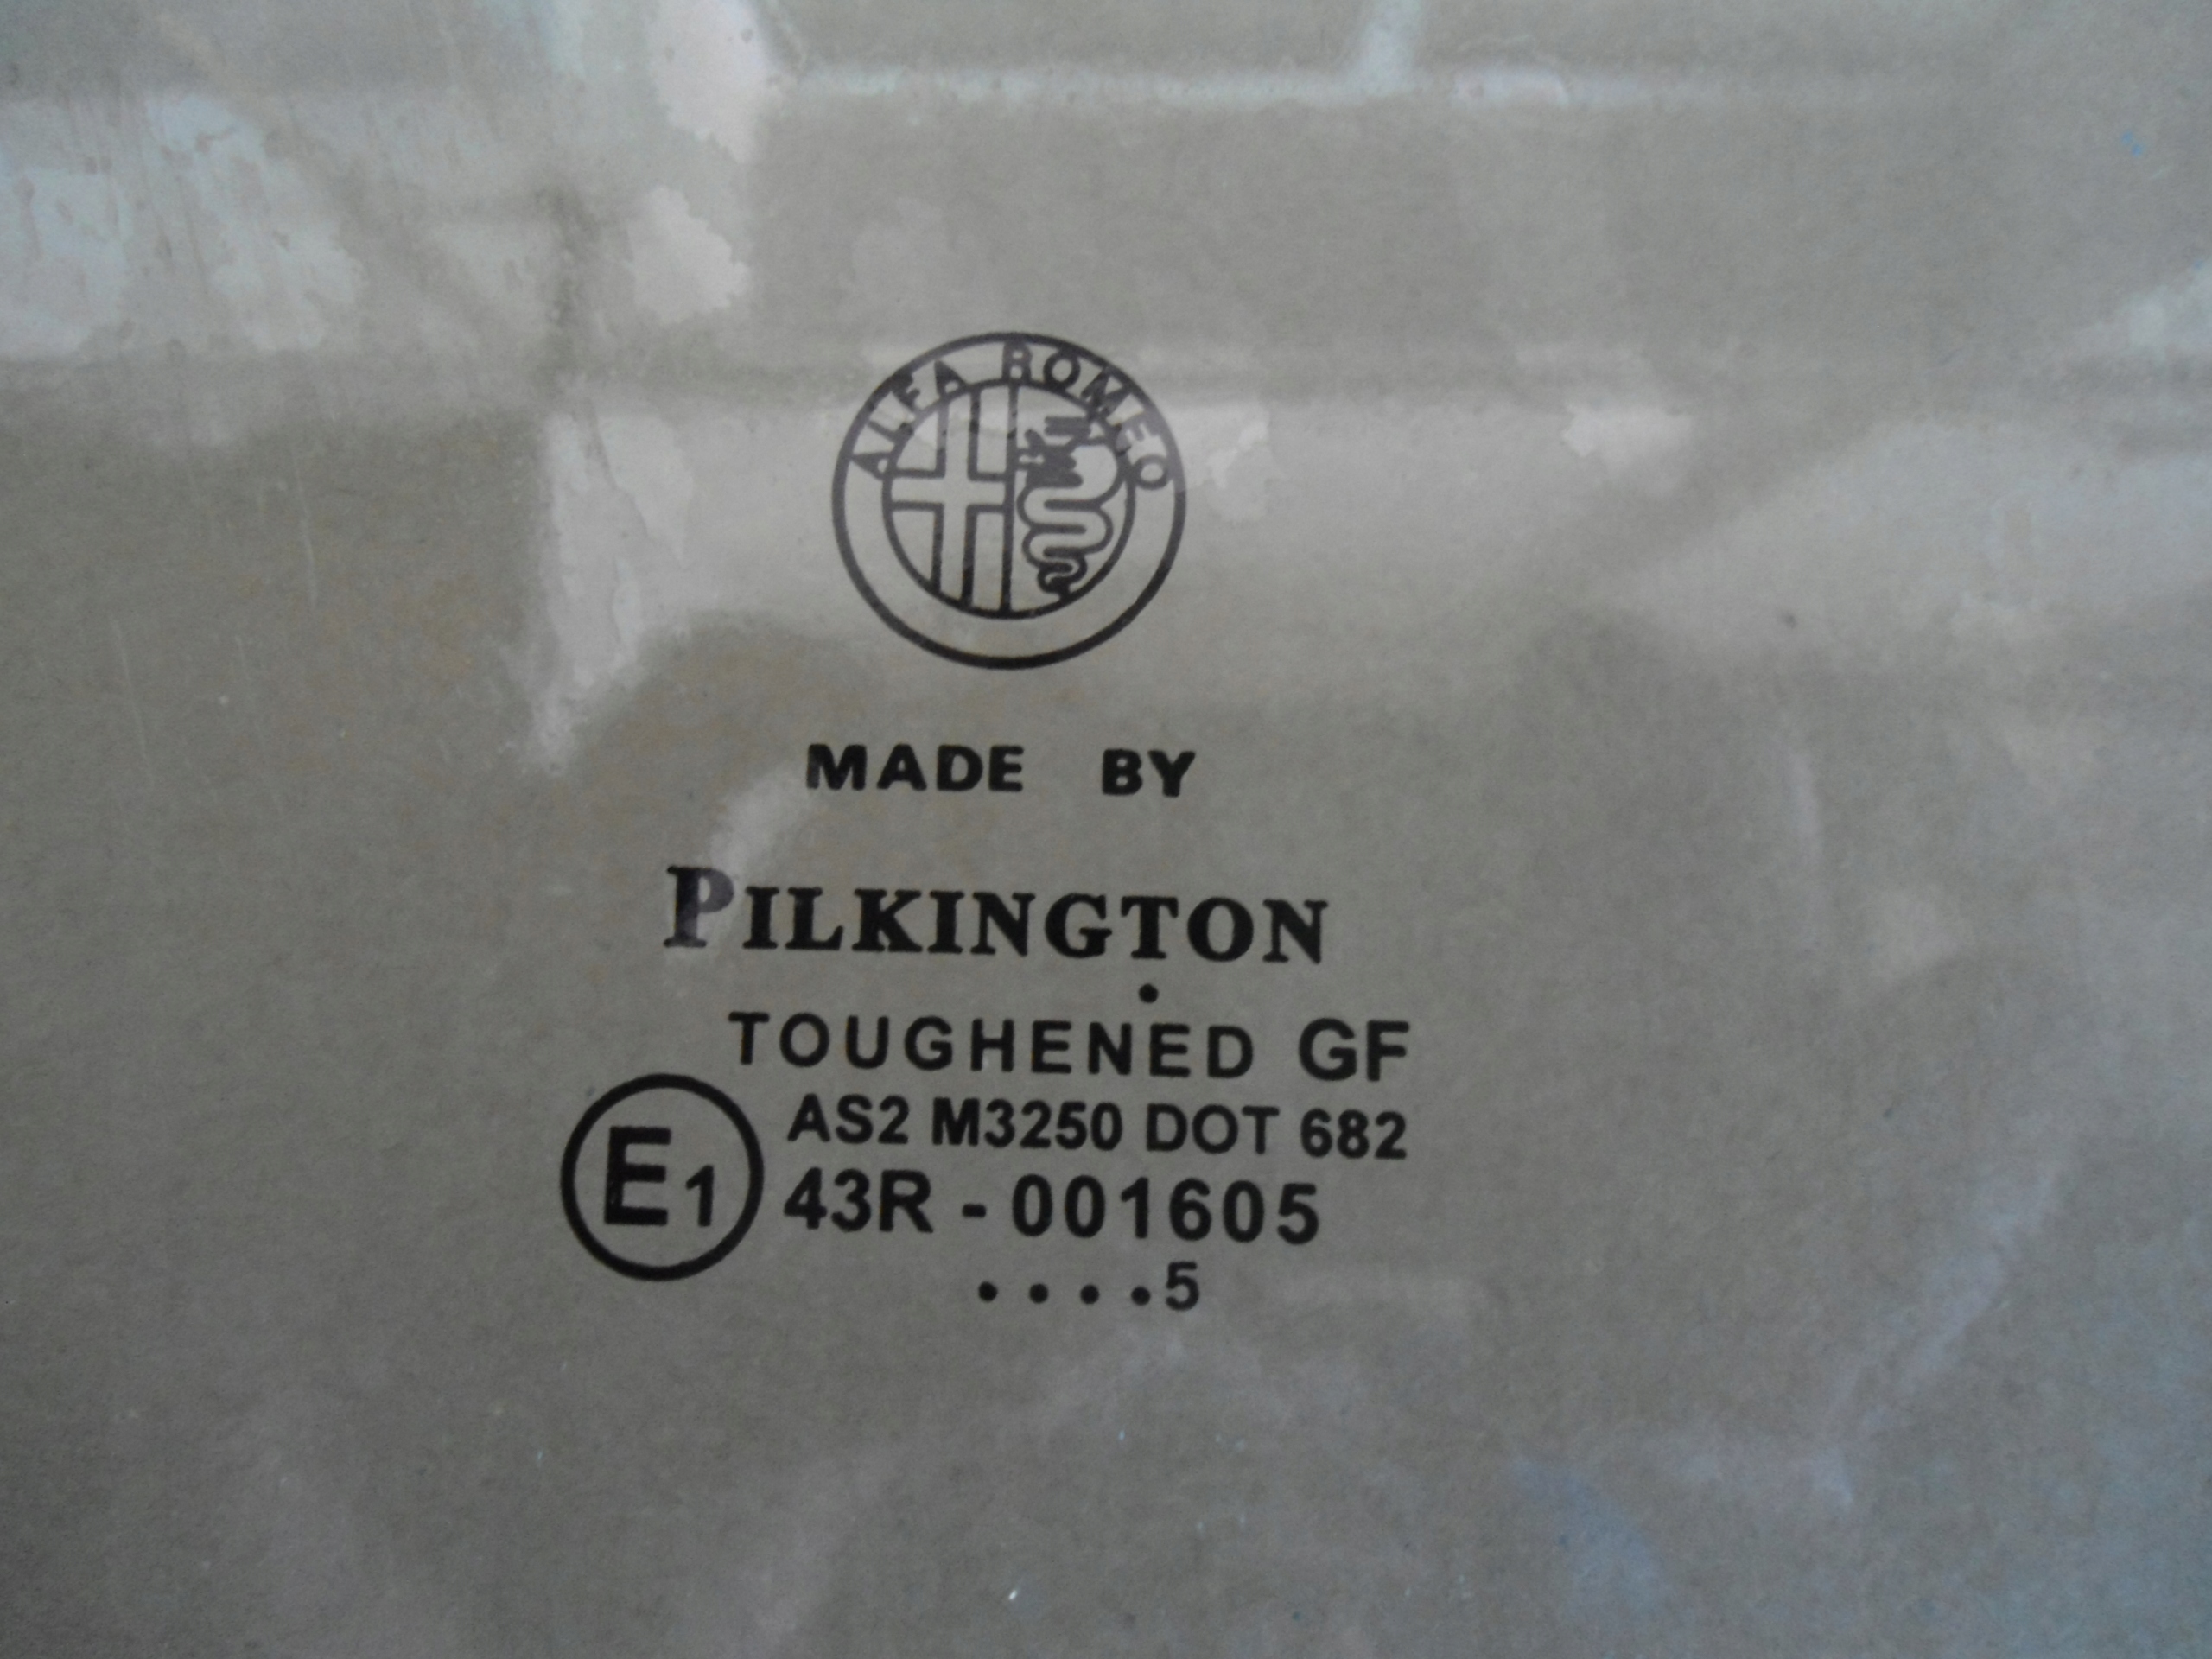 ALFA ROMEO
MADE BY
PILKINGTON
.
TOUGHENED GF
AS2 M3250 DOT 682
E1 43R - 001605
....5